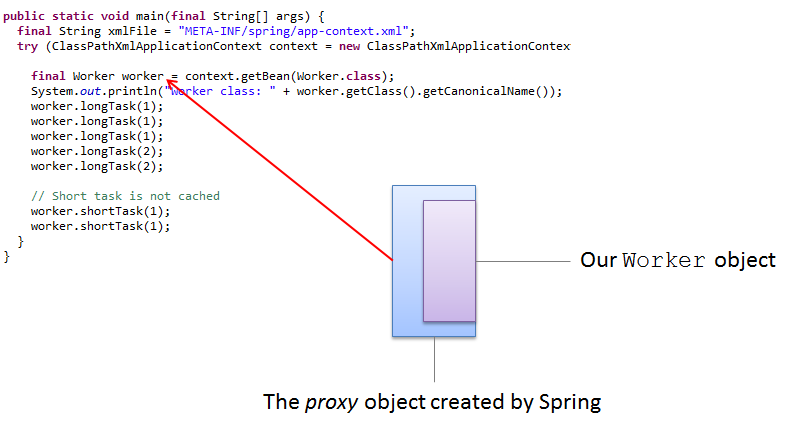 public static void main(final String[] args) {
  final String xmlFile = "META-INF/spring/app-context.xml";
  try (ClassPathXmlApplicationContext context = new ClassPathXmlApplicationContex
    final Worker worker = context.getBean(Worker.class);
    System.out.println("Worker class: " + worker.getClass().getCanonicalName());
    worker.longTask(1);
    worker.longTask(1);
    worker.longTask(1);
    worker.longTask(2);
    worker.longTask(2);
    // Short task is not cached
    worker.shortTask(1);
    worker.shortTask(1);
  }
}
Our Worker object
The proxy object created by Spring